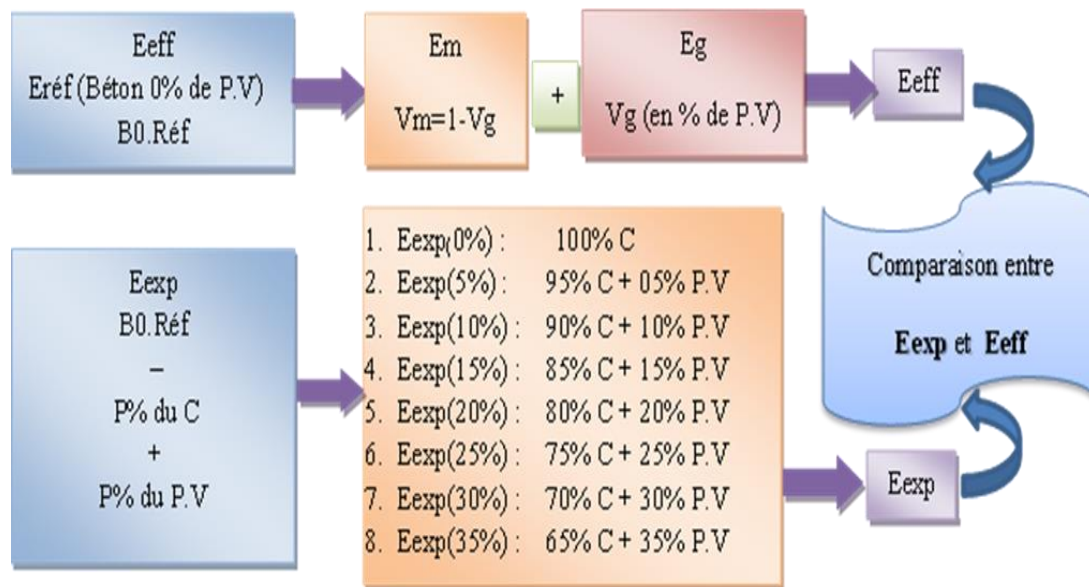 Eeff
Eréf (Béton 0% de P.V)
B0.Réf
Em
Vm=1-Vg
+
Eg
Vg (en % de P.V)
Eeff
Eexp
B0.Réf
–
P% du C
+
P% du P.V
1. Eexp(0%) : 100% C
2. Eexp(5%) : 95% C + 05% P.V
3. Eexp(10%) : 90% C + 10% P.V
4. Eexp(15%) : 85% C + 15% P.V
5. Eexp(20%) : 80% C + 20% P.V
6. Eexp(25%) : 75% C + 25% P.V
7. Eexp(30%) : 70% C + 30% P.V
8. Eexp(35%) : 65% C + 35% P.V
Eexp
Comparaison entre
Eexp et Eeff